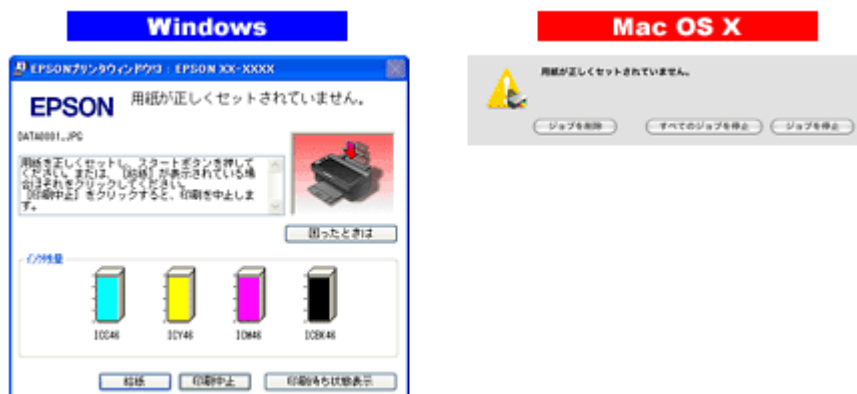 Windows
Mac OS X
EPSONプリンタウィンドウ!3 : EPSON XX-XXXX
EPSON
用紙が正しくセットされていません。
DATA0001.JPG
用紙を正しくセットし、スタートボタンを押して
ください。または、[給紙] が表示されている場
合はそれをクリックしてください。
[印刷中止] をクリックすると、印刷を中止しま
す。
困ったときは
インク残量
ICC46
ICY46
ICM46
ICBK46
給紙
印刷中止
印刷待ち状態表示
用紙が正しくセットされていません。
ジョブを削除
すべてのジョブを停止
ジョブを停止